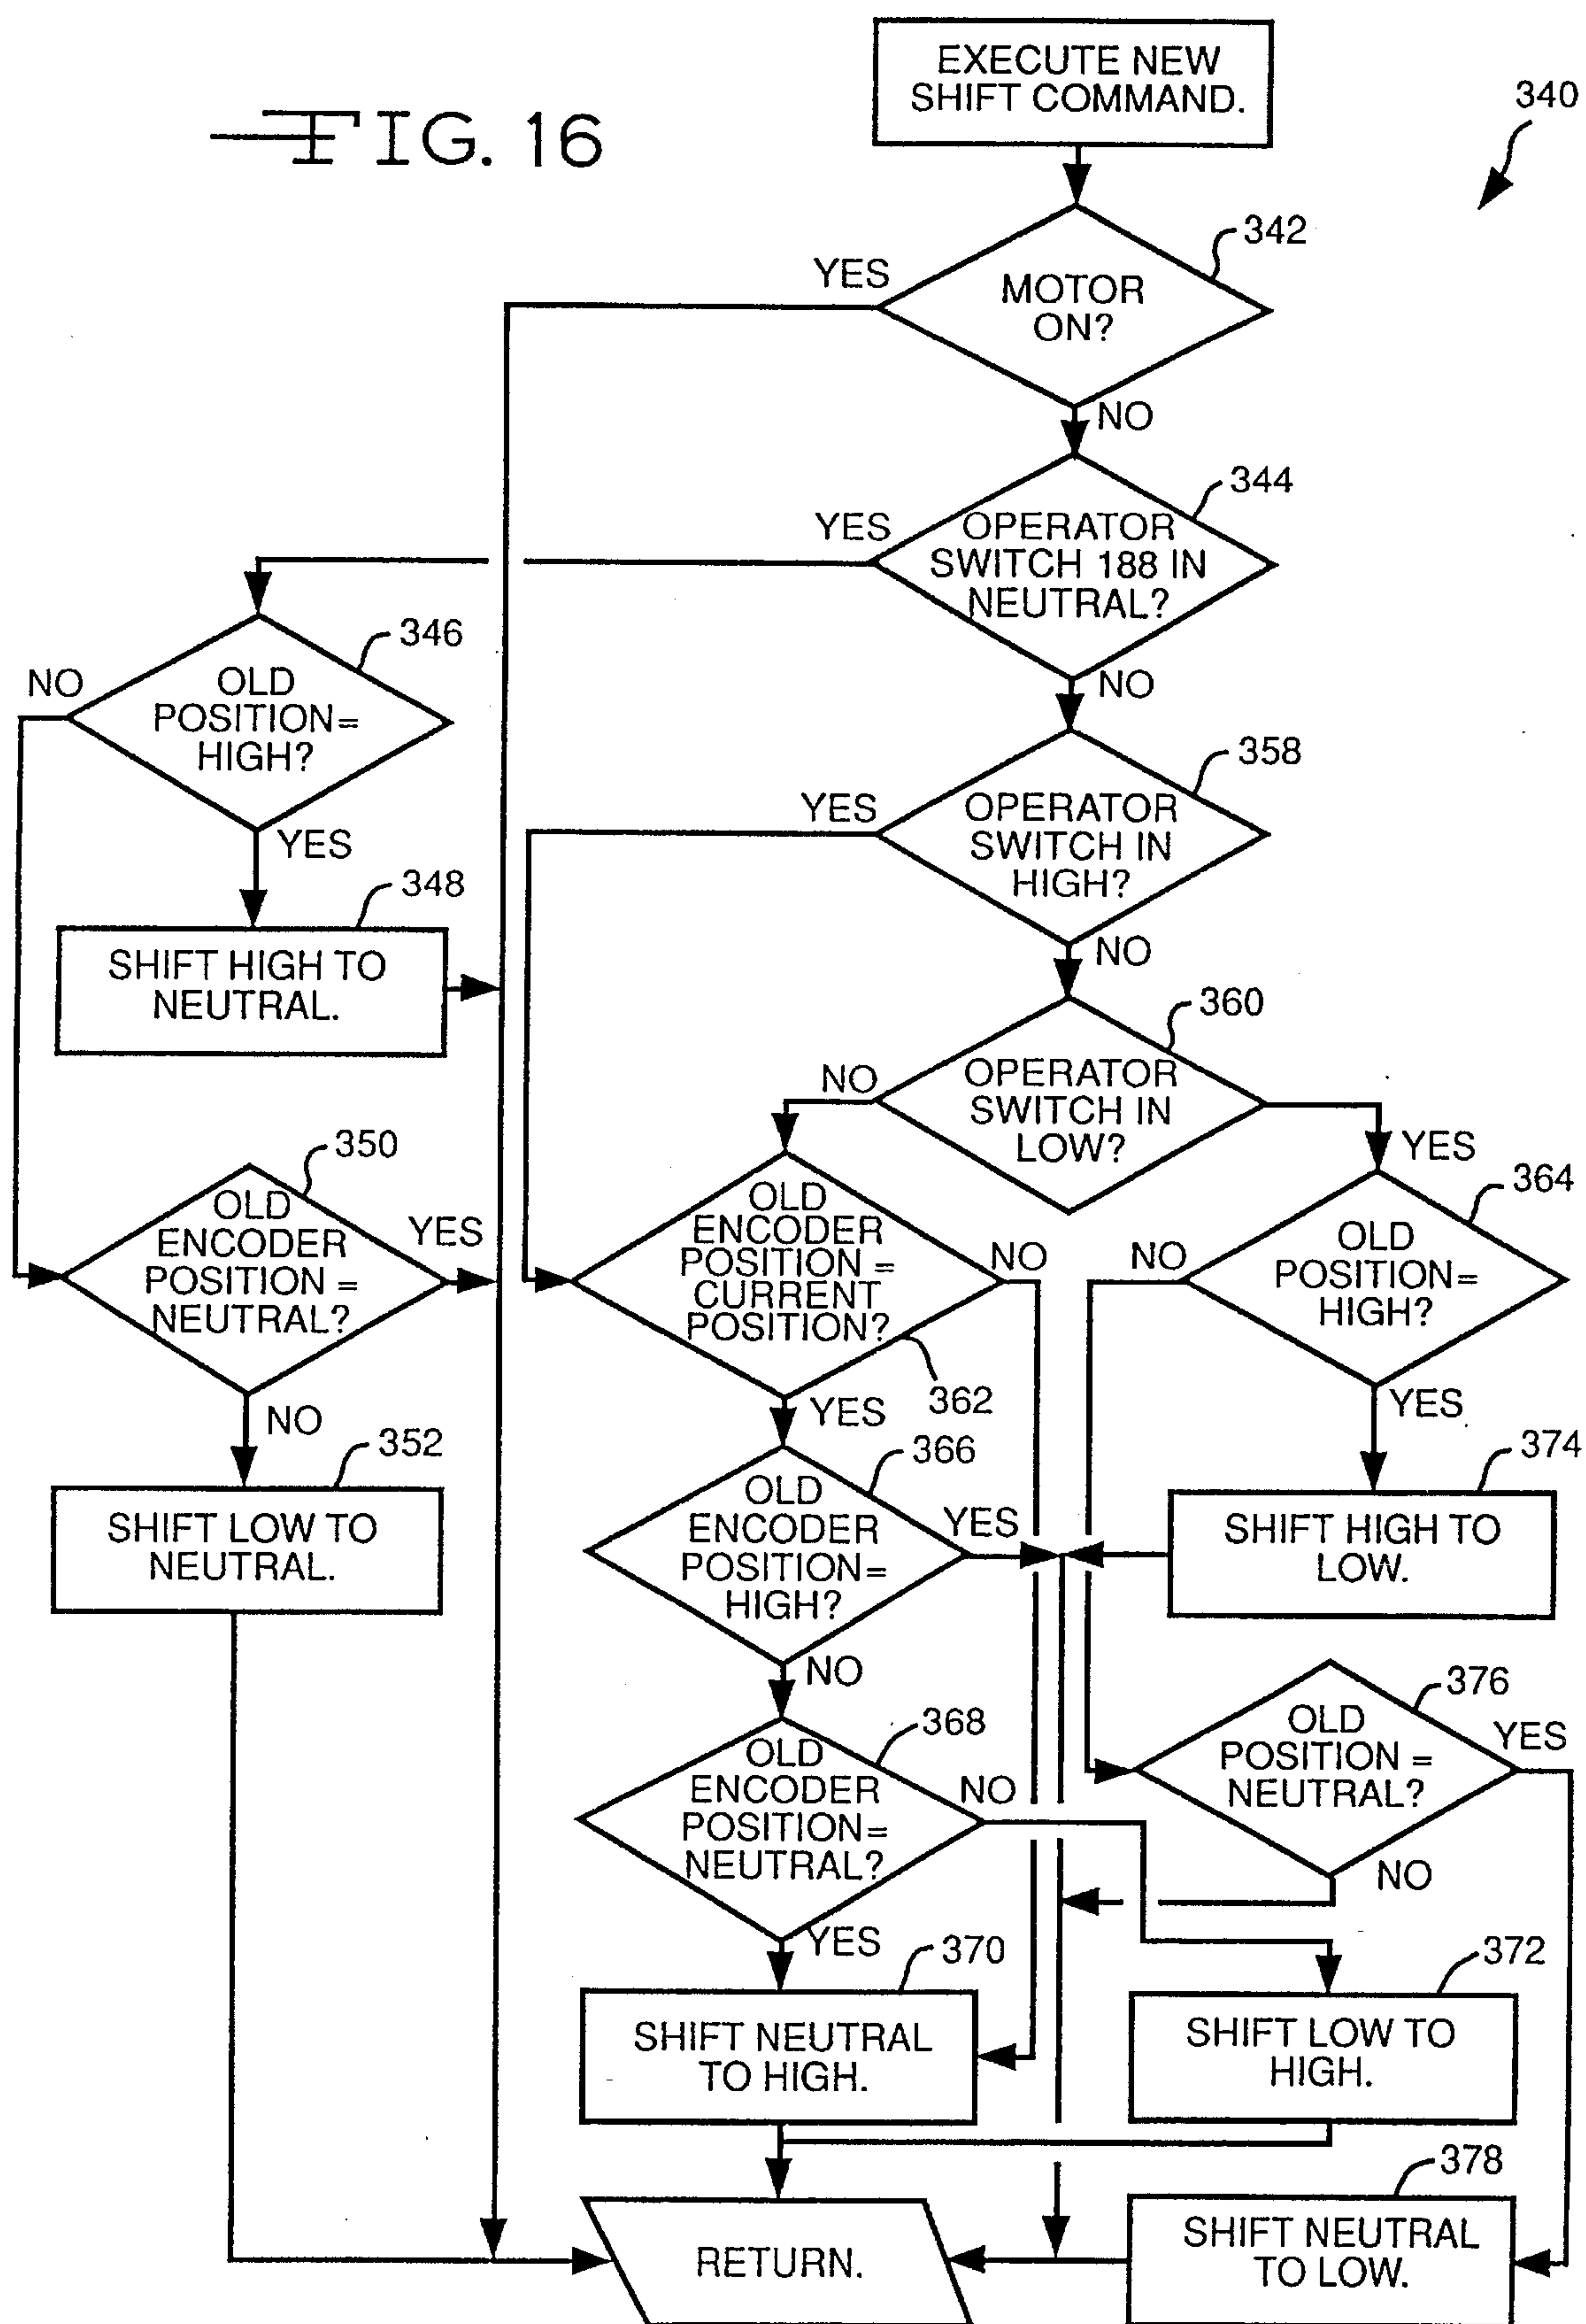 EXECUTE NEW
SHIFT COMMAND.
340
FIG. 16
342
YES
MOTOR
ON?
NO
344
YES
OPERATOR
SWITCH 188 IN
NEUTRAL?
NO
346
NO
OLD
POSITION=
HIGH?
YES
358
YES
OPERATOR
SWITCH IN
HIGH?
NO
348
SHIFT HIGH TO
NEUTRAL.
360
NO
OPERATOR
SWITCH IN
LOW?
YES
350
OLD
ENCODER
POSITION =
NEUTRAL?
YES
NO
OLD
ENCODER
POSITION =
CURRENT
POSITION?
NO
362
YES
364
NO
OLD
POSITION=
HIGH?
YES
352
SHIFT LOW TO
NEUTRAL.
366
OLD
ENCODER
POSITION=
HIGH?
YES
NO
374
SHIFT HIGH TO
LOW.
368
OLD
ENCODER
POSITION=
NEUTRAL?
NO
YES
376
OLD
POSITION =
NEUTRAL?
YES
NO
370
SHIFT NEUTRAL
TO HIGH.
372
SHIFT LOW TO
HIGH.
378
RETURN.
SHIFT NEUTRAL
TO LOW.